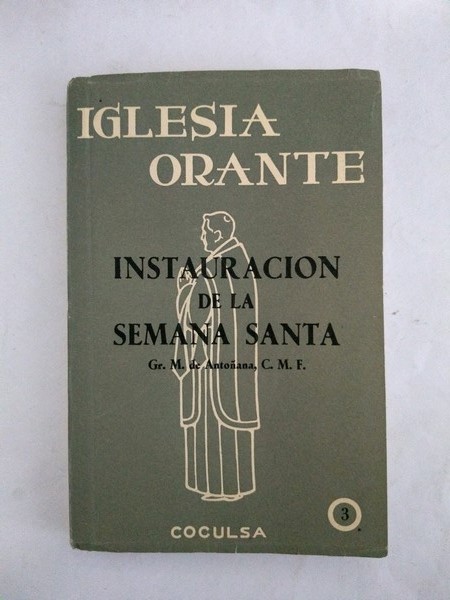 IGLESIA
ORANTE
INSTAURACION
DE LA
SEMANA SANTA
Gr. M. de Antoñana, C. M. F.
3
COCULSA